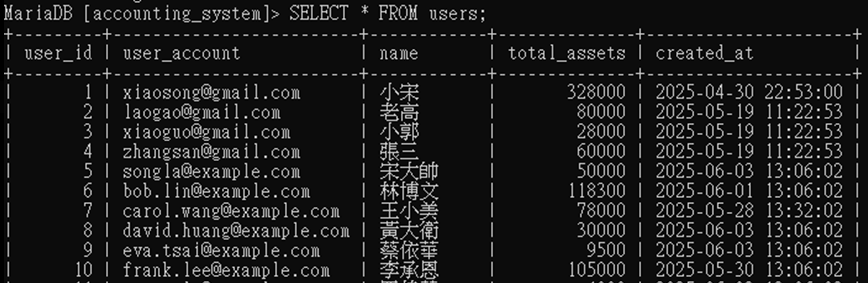 MariaDB [accounting_system]> SELECT * FROM users;
+---------+-------------------------+----------+--------------+---------------------+
| user_id | user_account | name | total_assets | created_at |
+---------+-------------------------+----------+--------------+---------------------+
| 1 | xiaosong@gmail.com | 小宋 | 328000 | 2025-04-30 22:53:00 |
| 2 | laogao@gmail.com | 老高 | 80000 | 2025-05-19 11:22:53 |
| 3 | xiaoguo@gmail.com | 小郭 | 28000 | 2025-05-19 11:22:53 |
| 4 | zhangsan@gmail.com | 張三 | 60000 | 2025-05-19 11:22:53 |
| 5 | songla@example.com | 宋大帥 | 50000 | 2025-06-03 13:06:02 |
| 6 | bob.lin@example.com | 林博文 | 118300 | 2025-06-01 13:06:02 |
| 7 | carol.wang@example.com | 王小美 | 78000 | 2025-05-28 13:32:02 |
| 8 | david.huang@example.com | 黃大衛 | 30000 | 2025-06-03 13:06:02 |
| 9 | eva.tsai@example.com | 蔡依華 | 9500 | 2025-06-03 13:06:02 |
| 10 | frank.lee@example.com | 李承恩 | 105000 | 2025-05-30 13:06:02 |